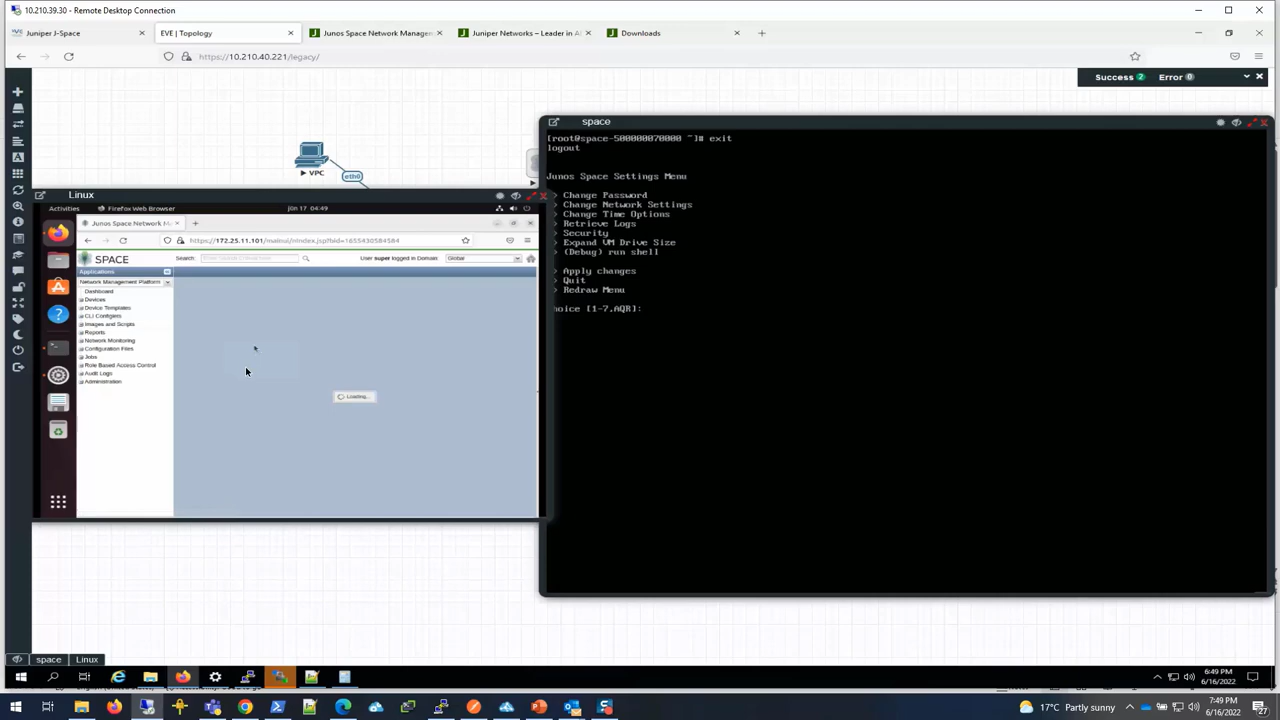 10.210.39.30 - Remote Desktop Connection
Juniper J-Space
EVE | Topology
Junos Space Network Managem
Juniper Networks – Leader in AI
Downloads
https://10.210.40.221/legacy/
Success 2 Error 0
VPC
eth0
space
[root@space-500000070000 ~]# exit
logout
Junos Space Settings Menu
> Change Password
> Change Network Settings
> Change Time Options
> Retrieve Logs
> Security
> Expand VM Drive Size
> (Debug) run shell
> Apply changes
> Quit
> Redraw Menu
hoice [1-7,AQR]:
Linux
Activities
Firefox Web Browser
jún 17 04:49
Junos Space Network M
https://172.25.11.101/mainui/
SPACE
Search:
User super logged in Domain:
Global
Applications
Network Management Platform
Dashboard
Devices
Device Templates
CLI Configlets
Images and Scripts
Reports
Network Monitoring
Configuration Files
Jobs
Role Based Access Control
Audit Logs
Administration
Loading...
space
Linux
6:49 PM
6/16/2022
17°C Partly sunny
7:49 PM
6/16/2022
27